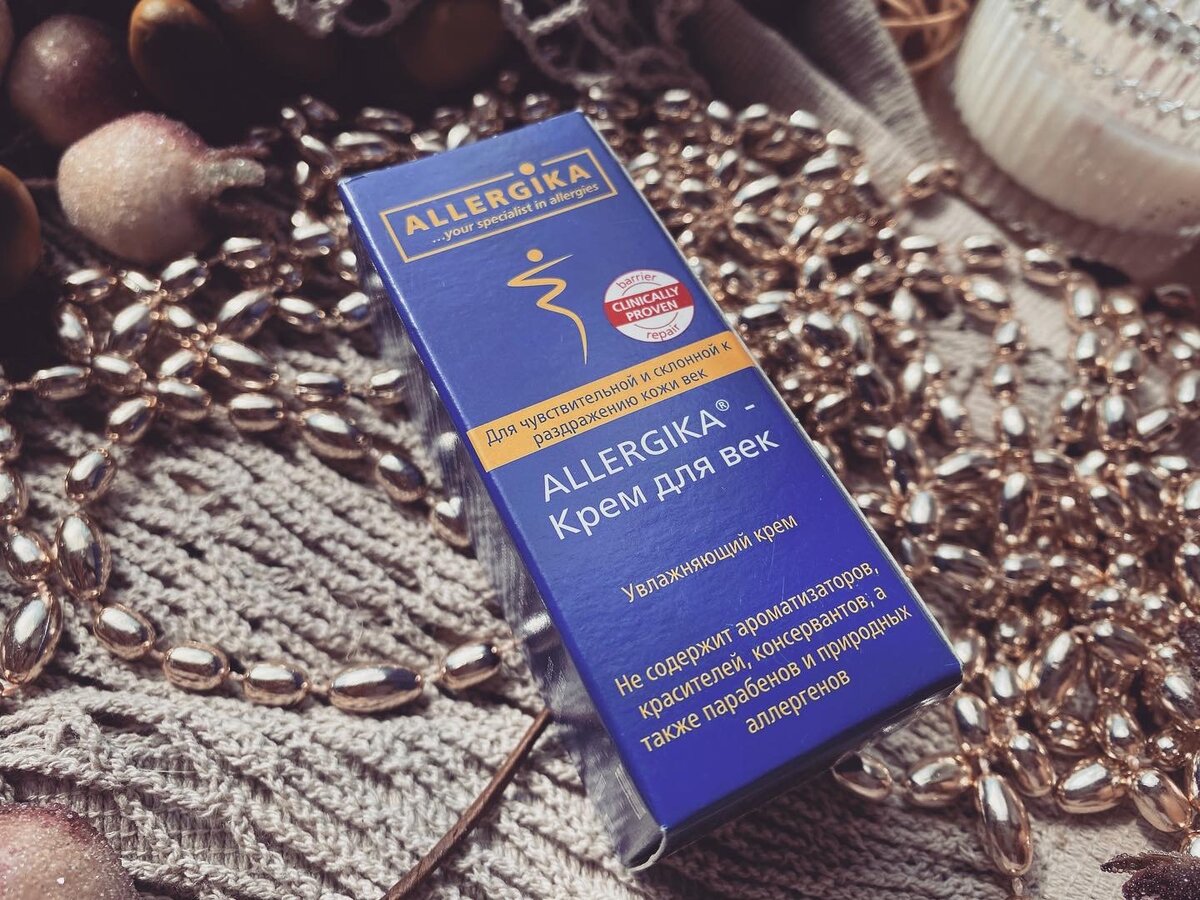 ALLERGIKA
...your specialist in allergies
barrier
CLINICALLY
PROVEN
repair
Для чувствительной и склонной к
раздражению кожи век
ALLERGIKA® -
Крем для век
Увлажняющий крем
Не содержит ароматизаторов,
красителей, консервантов, а
также парабенов и природных
аллергенов